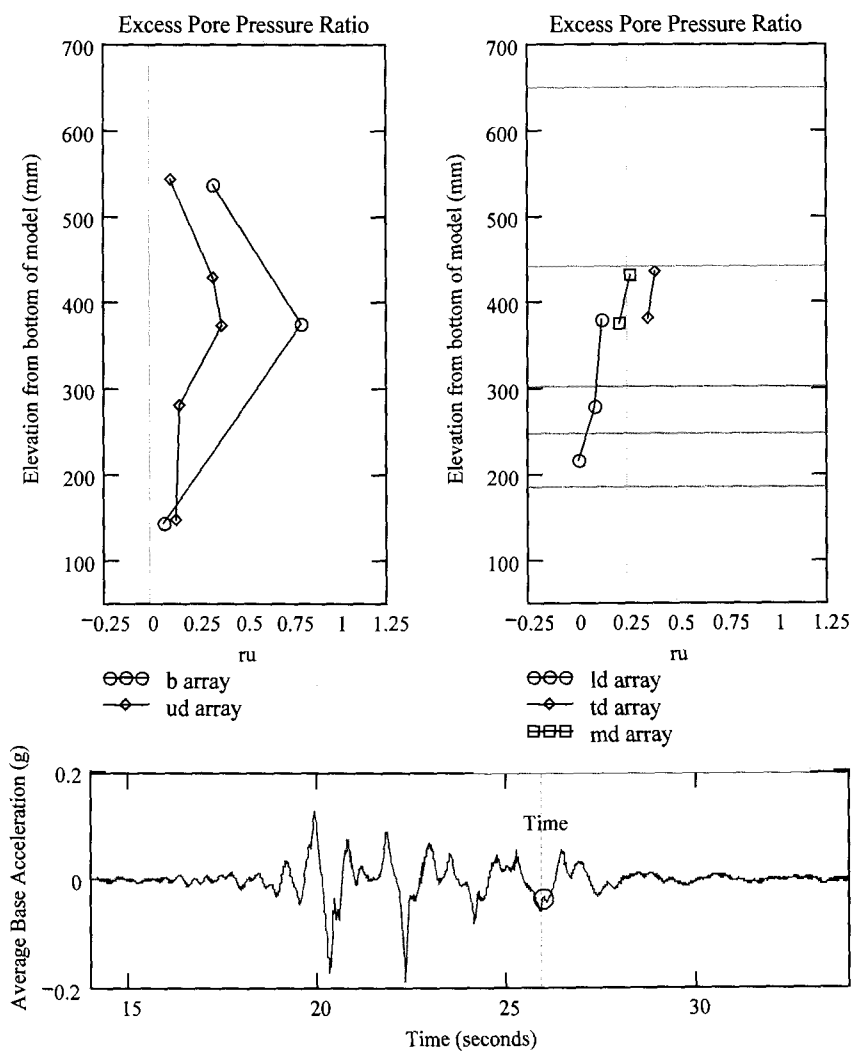 Excess Pore Pressure Ratio
700
600
500
400
300
200
100
Elevation from bottom of model (mm)
−0.25 0 0.25 0.5 0.75 1 1.25
ru
b array
ud array
Excess Pore Pressure Ratio
700
600
500
400
300
200
100
Elevation from bottom of model (mm)
−0.25 0 0.25 0.5 0.75 1 1.25
ru
ld array
td array
md array
Average Base Acceleration (g)
0.2
0
−0.2
Time
15 20 25 30
Time (seconds)